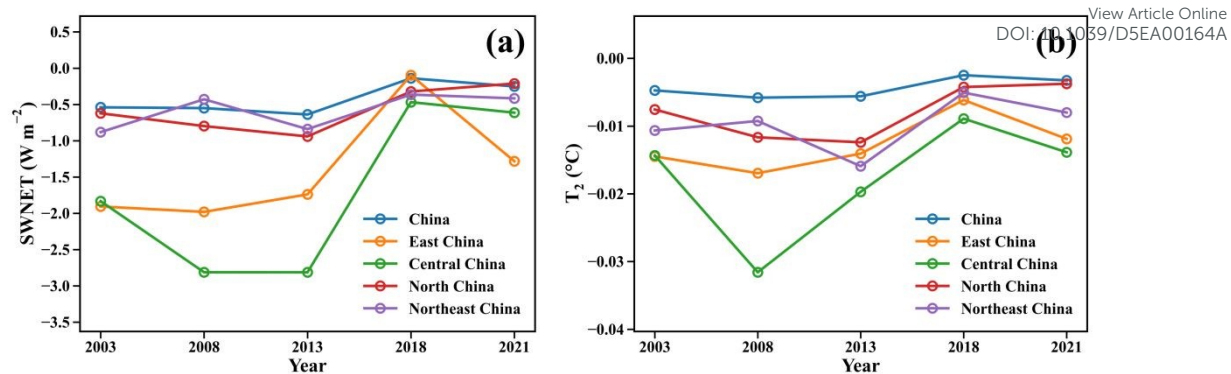 View Article Online
DOI: 10.1039/D5EA00164A
(a)
SWNET (W m⁻²)
0.5
0.0
−0.5
−1.0
−1.5
−2.0
−2.5
−3.0
−3.5
China
East China
Central China
North China
Northeast China
2003 2008 2013 2018 2021
Year
(b)
T₂ (°C)
0.00
−0.01
−0.02
−0.03
−0.04
China
East China
Central China
North China
Northeast China
2003 2008 2013 2018 2021
Year